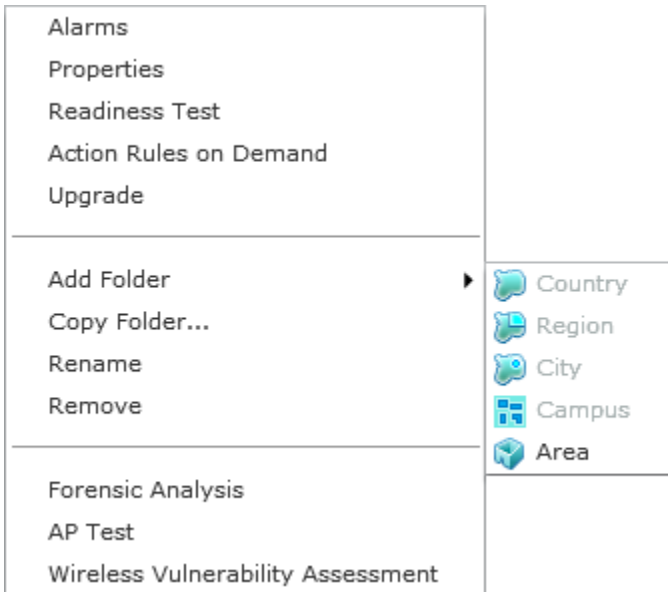 Alarms
Properties
Readiness Test
Action Rules on Demand
Upgrade
Add Folder
Copy Folder...
Rename
Remove
Forensic Analysis
AP Test
Wireless Vulnerability Assessment
Country
Region
City
Campus
Area